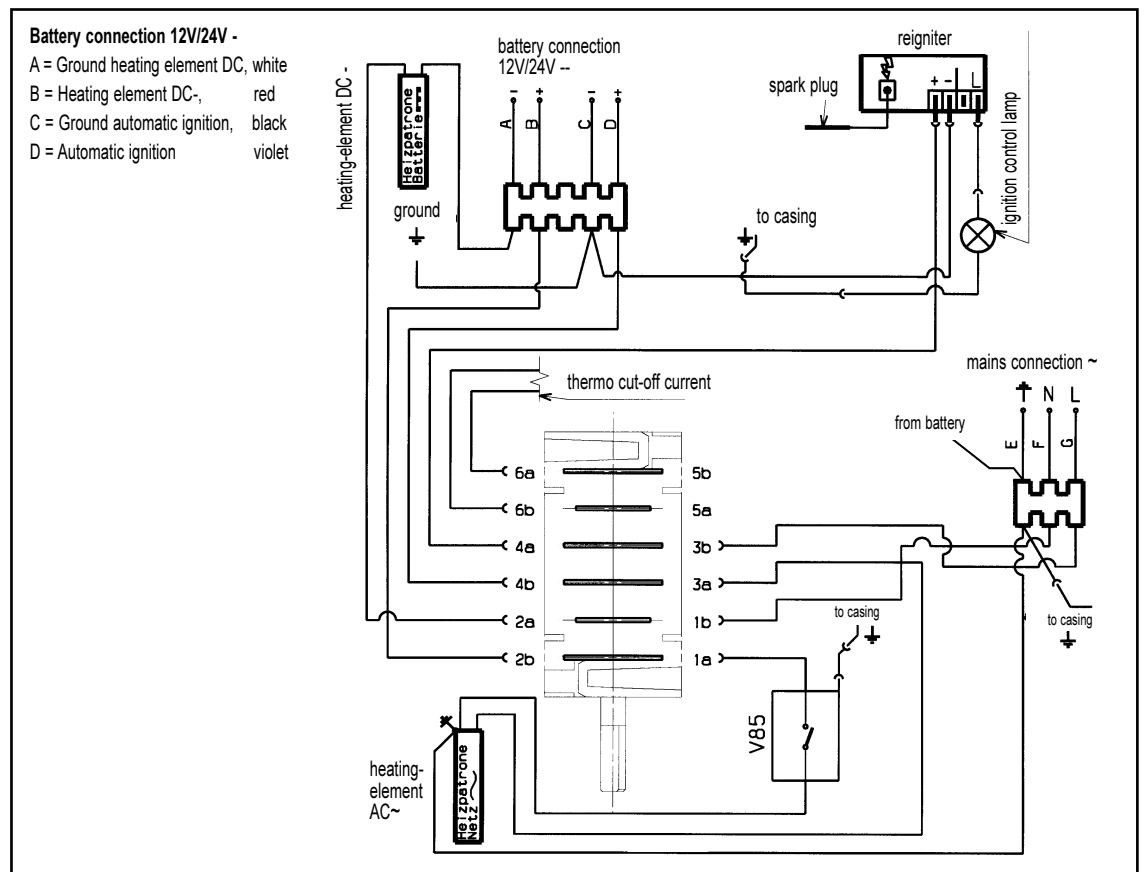 Battery connection 12V/24V -
A = Ground heating element DC, white
B = Heating element DC-, red
C = Ground automatic ignition, black
D = Automatic ignition violet
heating-element DC -
Heizpatrone
Batterie
ground
battery connection
12V/24V --
- + - +
A B C D
reigniter
spark plug
+ - L
ignition control lamp
to casing
thermo cut-off current
mains connection ~
N L
from battery
E F G
6a 5b
6b 5a
4a 3b
4b 3a
2a 1b
2b 1a
to casing
to casing
V85
heating-
element
AC~
Heizpatrone
Netz